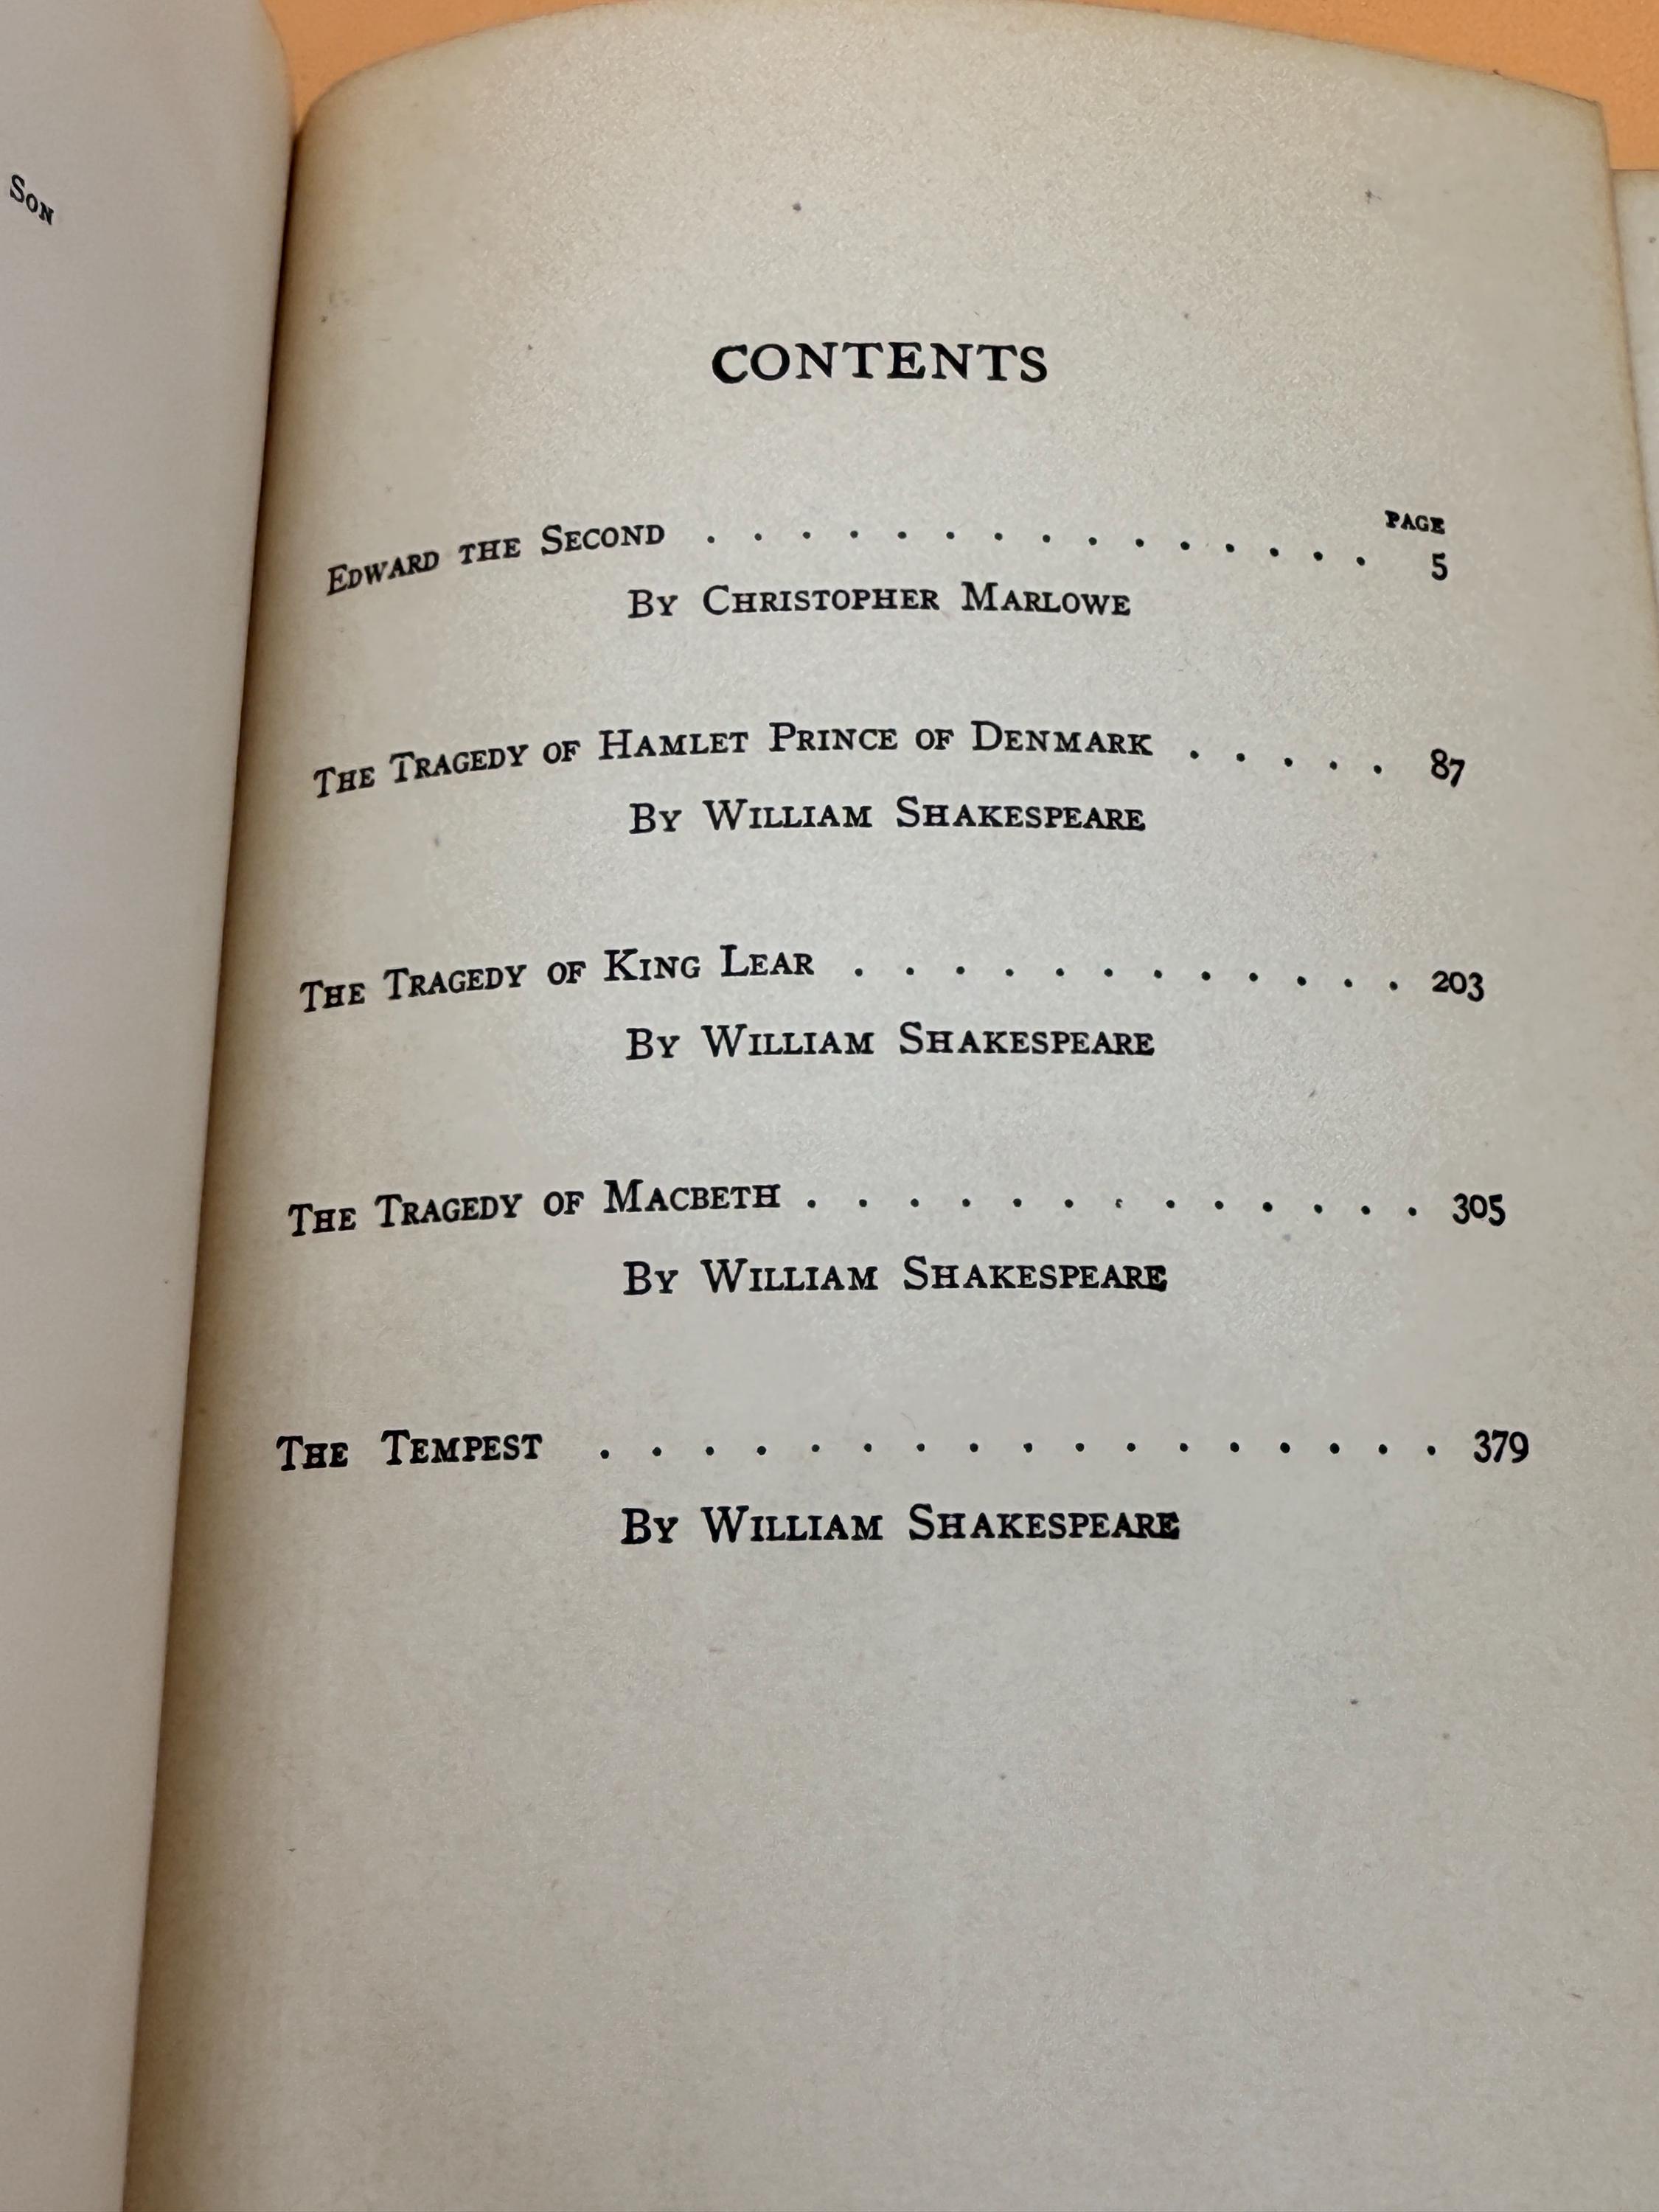 Son
CONTENTS
PAGE
Edward the Second . . . . . . . . . . . . . . . 5
By Christopher Marlowe
The Tragedy of Hamlet Prince of Denmark . . . . . 87
By William Shakespeare
The Tragedy of King Lear . . . . . . . . . . . . 203
By William Shakespeare
The Tragedy of Macbeth . . . . . . . . . . . . . 305
By William Shakespeare
The Tempest . . . . . . . . . . . . . . . . . 379
By William Shakespeare